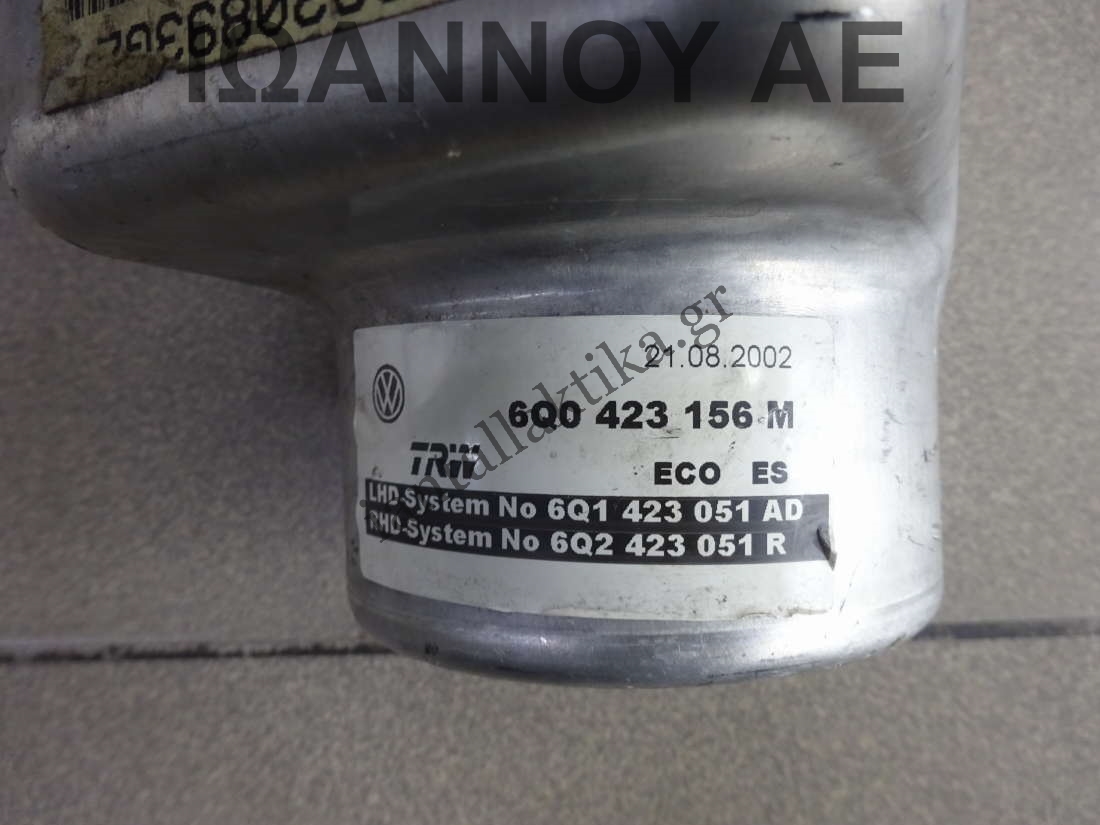 ΙΩΑΝΝΟΥ ΑΕ
21.08.2002
6Q0 423 156 M
TRW
ECO ES
LHD-System No 6Q1 423 051 AD
RHD-System No 6Q2 423 051 R